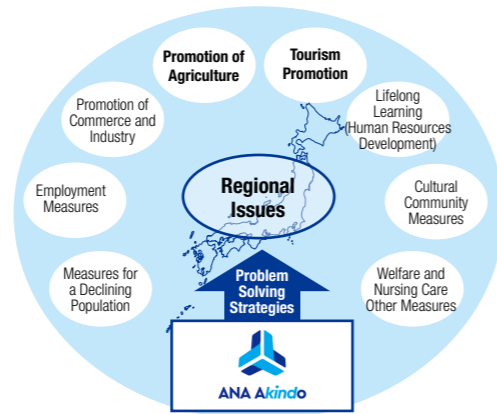 Promotion of
Agriculture
Tourism
Promotion
Promotion of
Commerce and
Industry
Lifelong
Learning
(Human Resources
Development)
Employment
Measures
Regional
Issues
Cultural
Community
Measures
Measures for
a Declining
Population
Problem
Solving
Strategies
Welfare and
Nursing Care
Other Measures
ANA Akindo